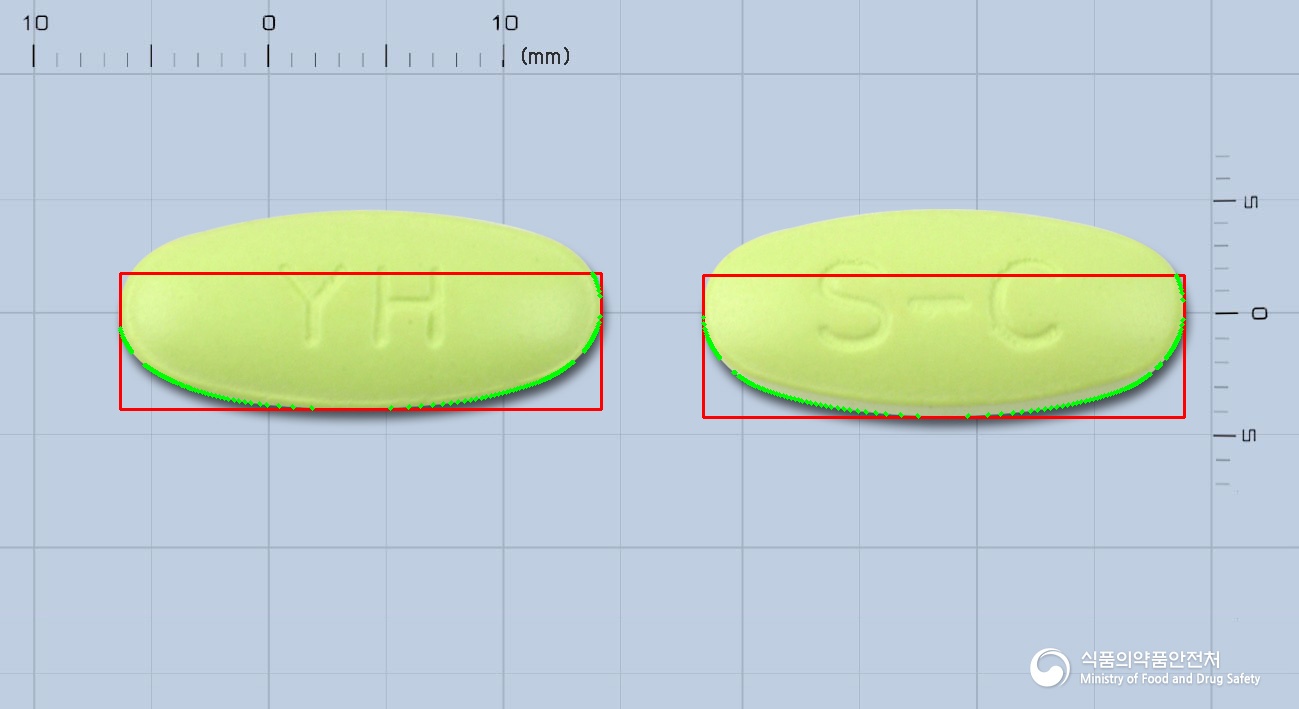 10 0 10
(mm)
5
YH S-C
0
5
식품의약품안전처
Ministry of Food and Drug Safety